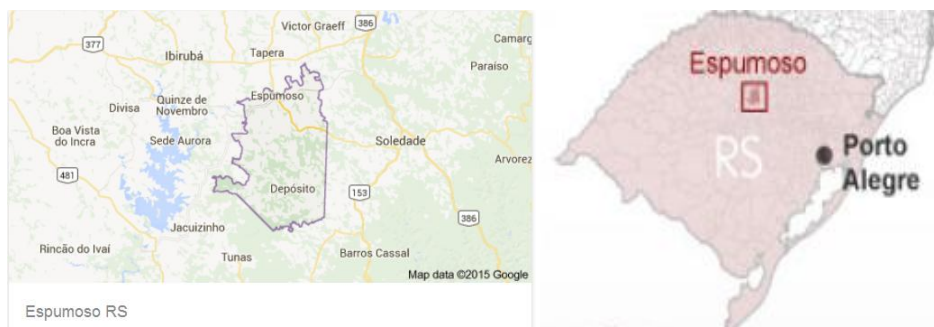 Victor Graeff
386
Camarg
377
Ibirubá
Tapera
Paraíso
Espumoso
Quinze de
Novembro
Divisa
Boa Vista
do Incra
Sede Aurora
Soledade
Arvorez
481
Depósito
153
386
Jacuizinho
Rincão do Ivaí
Tunas
Barros Cassal
Map data ©2015 Google
Espumoso RS
Espumoso
RS
Porto
Alegre